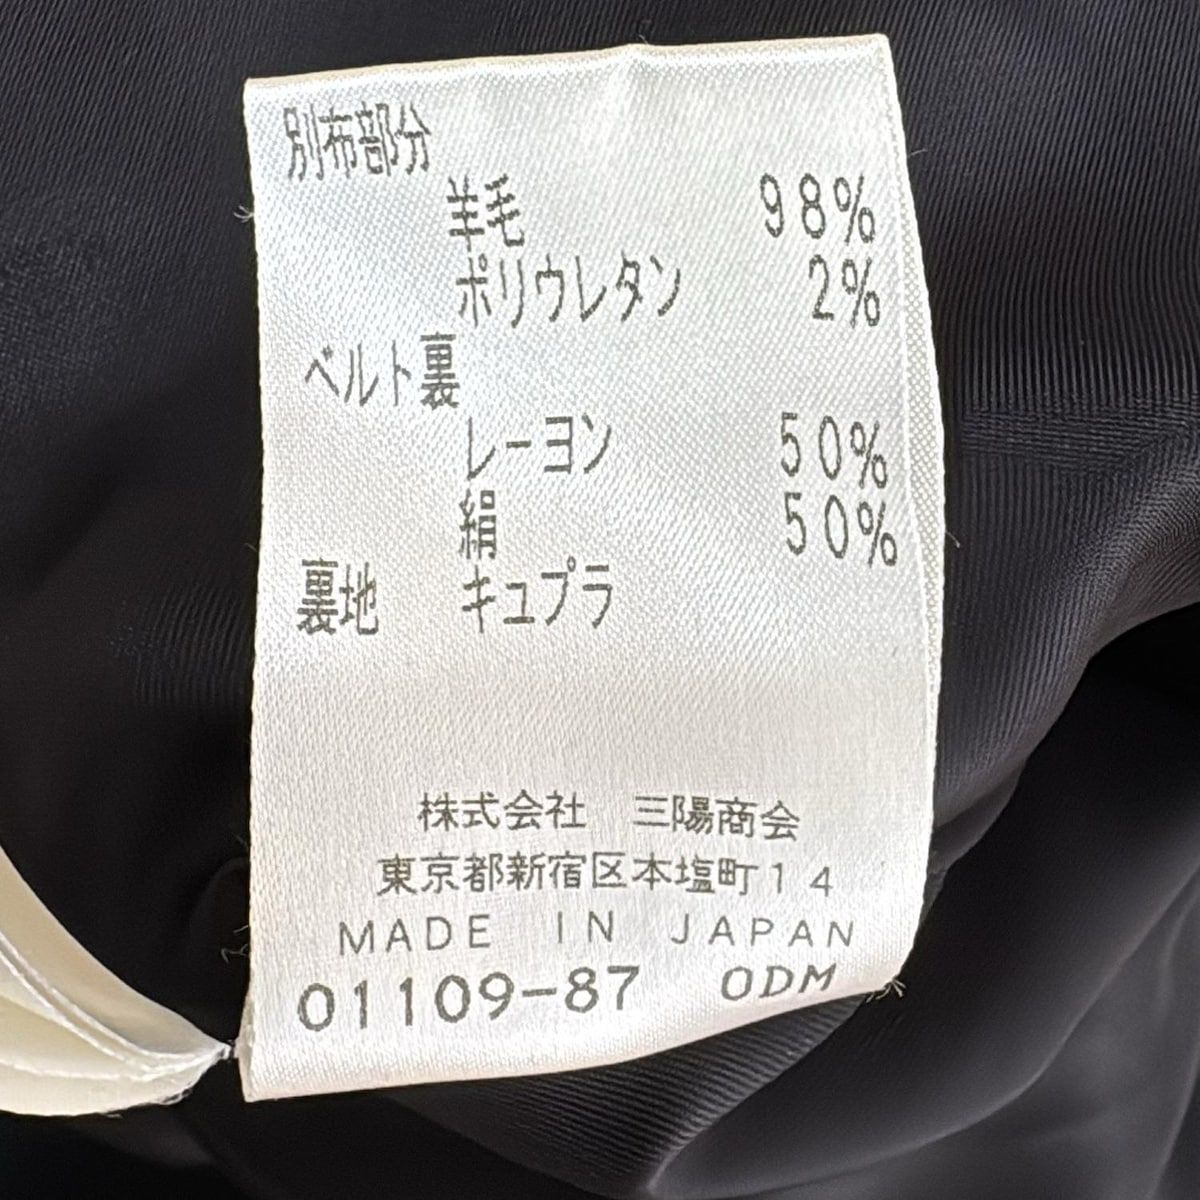 別布部分
羊毛 98%
ポリウレタン 2%
ベルト裏
レーヨン 50%
絹 50%
裏地 キュプラ
株式会社 三陽商会
東京都新宿区本塩町14
MADE IN JAPAN
01109-87 ODM